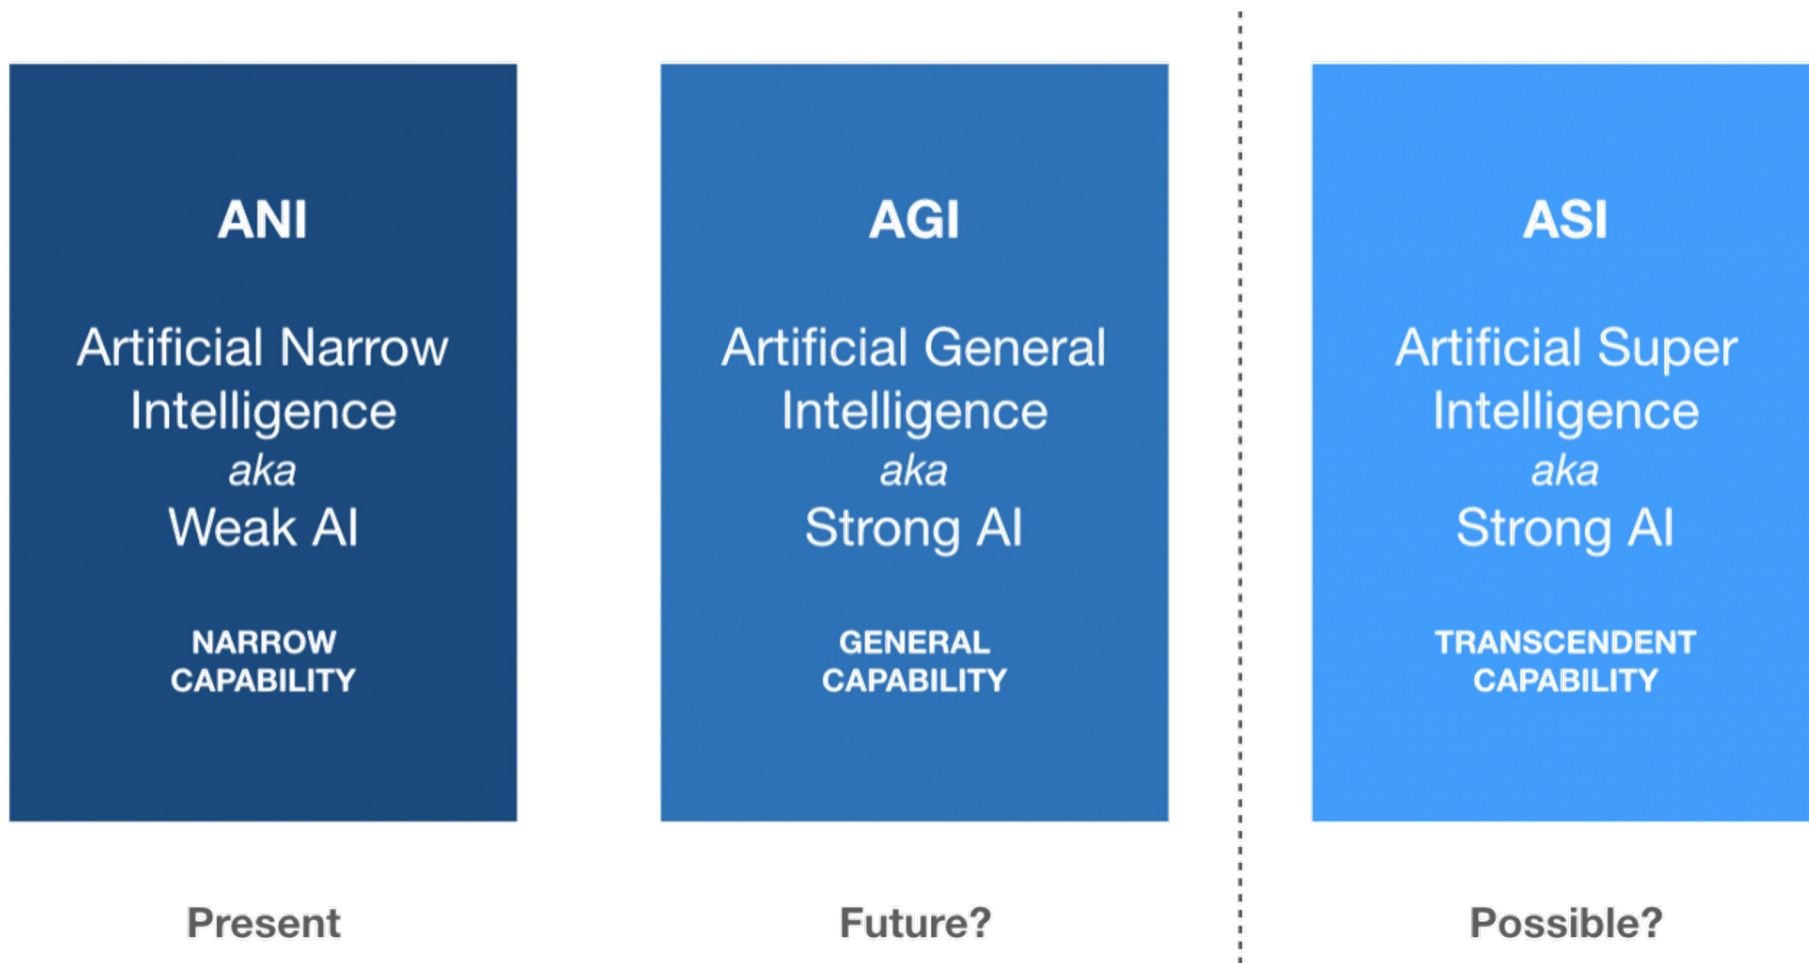 ANI
Artificial Narrow
Intelligence
aka
Weak AI
NARROW
CAPABILITY
Present
AGI
Artificial General
Intelligence
aka
Strong AI
GENERAL
CAPABILITY
Future?
ASI
Artificial Super
Intelligence
aka
Strong AI
TRANSCENDENT
CAPABILITY
Possible?